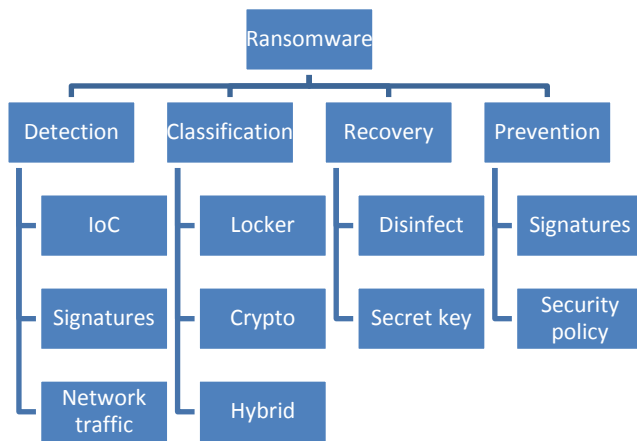 Ransomware
Detection
Classification
Recovery
Prevention
IoC
Locker
Disinfect
Signatures
Signatures
Crypto
Secret key
Security
policy
Network
traffic
Hybrid